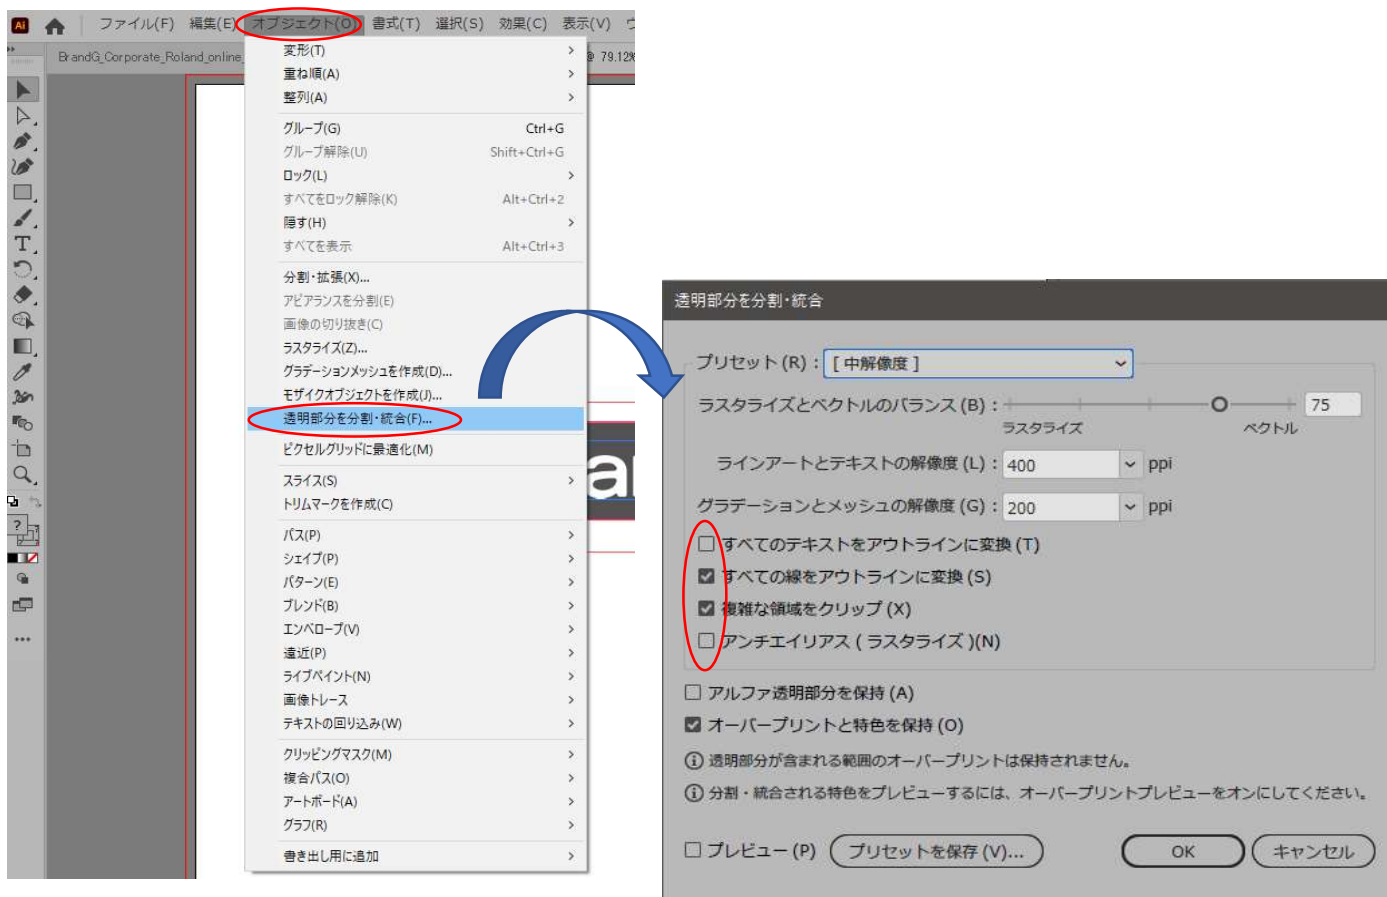 Ai
ファイル(F) 編集(E) オブジェクト(O) 書式(T) 選択(S) 効果(C) 表示(V)
BrandG_Corporate_Roland_online_ @ 79.12%
変形(T)
重ね順(A)
整列(A)
グループ(G) Ctrl+G
グループ解除(U) Shift+Ctrl+G
ロック(L)
すべてをロック解除(K) Alt+Ctrl+2
隠す(H)
すべてを表示 Alt+Ctrl+3
分割・拡張(X)...
アピアランスを分割(E)
画像の切り抜き(C)
ラスタライズ(Z)...
グラデーションメッシュを作成(D)...
モザイクオブジェクトを作成(J)...
透明部分を分割・統合(F)...
ピクセルグリッドに最適化(M)
スライス(S)
トリムマークを作成(C)
パス(P)
シェイプ(P)
パターン(E)
ブレンド(B)
エンベロープ(V)
遠近(P)
ライブペイント(N)
画像トレース
テキストの回り込み(W)
クリッピングマスク(M)
複合パス(O)
アートボード(A)
グラフ(R)
書き出し用に追加
a
透明部分を分割・統合
プリセット (R) : [ 中解像度 ]
ラスタライズとベクトルのバランス (B) : 75
ラスタライズ ベクトル
ラインアートとテキストの解像度 (L) : 400 ppi
グラデーションとメッシュの解像度 (G) : 200 ppi
すべてのテキストをアウトラインに変換 (T)
すべての線をアウトラインに変換 (S)
複雑な領域をクリップ (X)
アンチエイリアス ( ラスタライズ )(N)
アルファ透明部分を保持 (A)
オーバープリントと特色を保持 (O)
透明部分が含まれる範囲のオーバープリントは保持されません。
分割・統合される特色をプレビューするには、オーバープリントプレビューをオンにしてください。
プレビュー (P) プリセットを保存 (V)... OK キャンセル